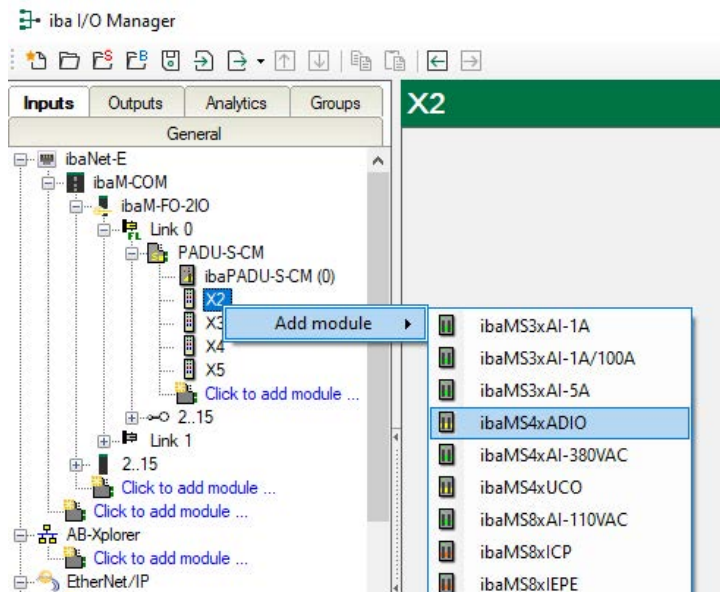 iba I/O Manager
Inputs
Outputs
Analytics
Groups
General
X2
ibaNet-E
ibaM-COM
ibaM-FO-2IO
Link 0
PADU-S-CM
ibaPADU-S-CM (0)
X2
X3
X4
X5
Click to add module ...
2..15
Link 1
2..15
Click to add module ...
Click to add module ...
AB-Xplorer
Click to add module ...
EtherNet/IP
Add module
ibaMS3xAI-1A
ibaMS3xAI-1A/100A
ibaMS3xAI-5A
ibaMS4xADIO
ibaMS4xAI-380VAC
ibaMS4xUCO
ibaMS8xAI-110VAC
ibaMS8xICP
ibaMS8xIEPE